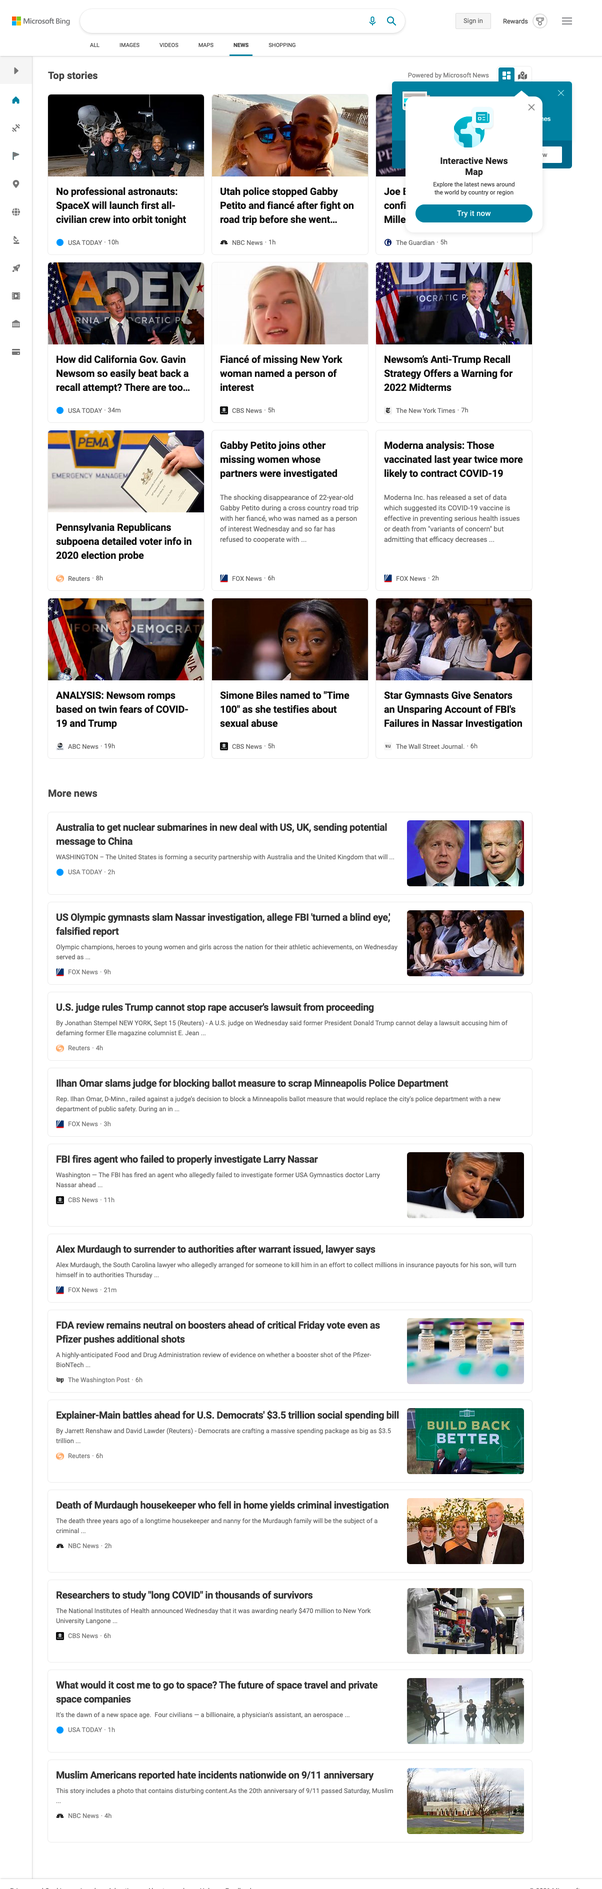 Microsoft Bing
Sign in
Rewards
ALL
IMAGES
VIDEOS
MAPS
NEWS
SHOPPING
Top stories
Powered by Microsoft News
Interactive News
Map
Explore the latest news around
the world by country or region
Try it now
No professional astronauts:
SpaceX will launch first all-
civilian crew into orbit tonight
USA TODAY · 10h
Utah police stopped Gabby
Petito and fiancé after fight on
road trip before she went...
NBC News · 1h
Joe
confi
Mille
The Guardian · 5h
How did California Gov. Gavin
Newsom so easily beat back a
recall attempt? There are too...
USA TODAY · 34m
Fiancé of missing New York
woman named a person of
interest
CBS News · 5h
Newsom's Anti-Trump Recall
Strategy Offers a Warning for
2022 Midterms
The New York Times · 7h
PEMA
EMERGENCY MANAGEM
Pennsylvania Republicans
subpoena detailed voter info in
2020 election probe
Reuters · 8h
Gabby Petito joins other
missing women whose
partners were investigated
The shocking disappearance of 22-year-old
Gabby Petito during a cross country road trip
with her fiancé, who was named as a person
of interest Wednesday and so far has
refused to cooperate with ...
FOX News · 6h
Moderna analysis: Those
vaccinated last year twice more
likely to contract COVID-19
Moderna Inc. has released a set of data
which suggested its COVID-19 vaccine is
effective in preventing serious health issues
or death from "variants of concern" but
admitting that efficacy decreases ...
FOX News · 2h
ANALYSIS: Newsom romps
based on twin fears of COVID-
19 and Trump
ABC News · 19h
Simone Biles named to "Time
100" as she testifies about
sexual abuse
CBS News · 5h
Star Gymnasts Give Senators
an Unsparing Account of FBI's
Failures in Nassar Investigation
The Wall Street Journal. · 6h
More news
Australia to get nuclear submarines in new deal with US, UK, sending potential
message to China
WASHINGTON – The United States is forming a security partnership with Australia and the United Kingdom that will ...
USA TODAY · 2h
US Olympic gymnasts slam Nassar investigation, allege FBI 'turned a blind eye,'
falsified report
Olympic champions, heroes to young women and girls across the nation for their athletic achievements, on Wednesday
served as ...
FOX News · 9h
U.S. judge rules Trump cannot stop rape accuser's lawsuit from proceeding
By Jonathan Stempel NEW YORK, Sept 15 (Reuters) - A U.S. judge on Wednesday said former President Donald Trump cannot delay a lawsuit accusing him of
defaming former Elle magazine columnist E. Jean ...
Reuters · 4h
Ilhan Omar slams judge for blocking ballot measure to scrap Minneapolis Police Department
Rep. Ilhan Omar, D-Minn., railed against a judge's decision to block a Minneapolis ballot measure that would replace the city's police department with a new
department of public safety. During an in ...
FOX News · 3h
FBI fires agent who failed to properly investigate Larry Nassar
Washington — The FBI has fired an agent who allegedly failed to investigate former USA Gymnastics doctor Larry
Nassar ahead ...
CBS News · 11h
Alex Murdaugh to surrender to authorities after warrant issued, lawyer says
Alex Murdaugh, the South Carolina lawyer who allegedly arranged for someone to kill him in an effort to collect millions in insurance payouts for his son, will turn
himself in to authorities Thursday ...
FOX News · 21m
FDA review remains neutral on boosters ahead of critical Friday vote even as
Pfizer pushes additional shots
A highly-anticipated Food and Drug Administration review of evidence on whether a booster shot of the Pfizer-
BioNTech ...
The Washington Post · 6h
Explainer-Main battles ahead for U.S. Democrats' $3.5 trillion social spending bill
By Jarrett Renshaw and David Lawder (Reuters) - Democrats are crafting a massive spending package as big as $3.5
trillion ...
Reuters · 6h
BUILD BACK
BETTER
Death of Murdaugh housekeeper who fell in home yields criminal investigation
The death three years ago of a longtime housekeeper and nanny for the Murdaugh family will be the subject of a
criminal ...
NBC News · 2h
Researchers to study "long COVID" in thousands of survivors
The National Institutes of Health announced Wednesday that it was awarding nearly $470 million to New York
University Langone ...
CBS News · 6h
What would it cost me to go to space? The future of space travel and private
space companies
It's the dawn of a new space age. Four civilians — a billionaire, a physician's assistant, an aerospace ...
USA TODAY · 1h
Muslim Americans reported hate incidents nationwide on 9/11 anniversary
This story includes a photo that contains disturbing content As the 20th anniversary of 9/11 passed Saturday, Muslim
...
NBC News · 4h